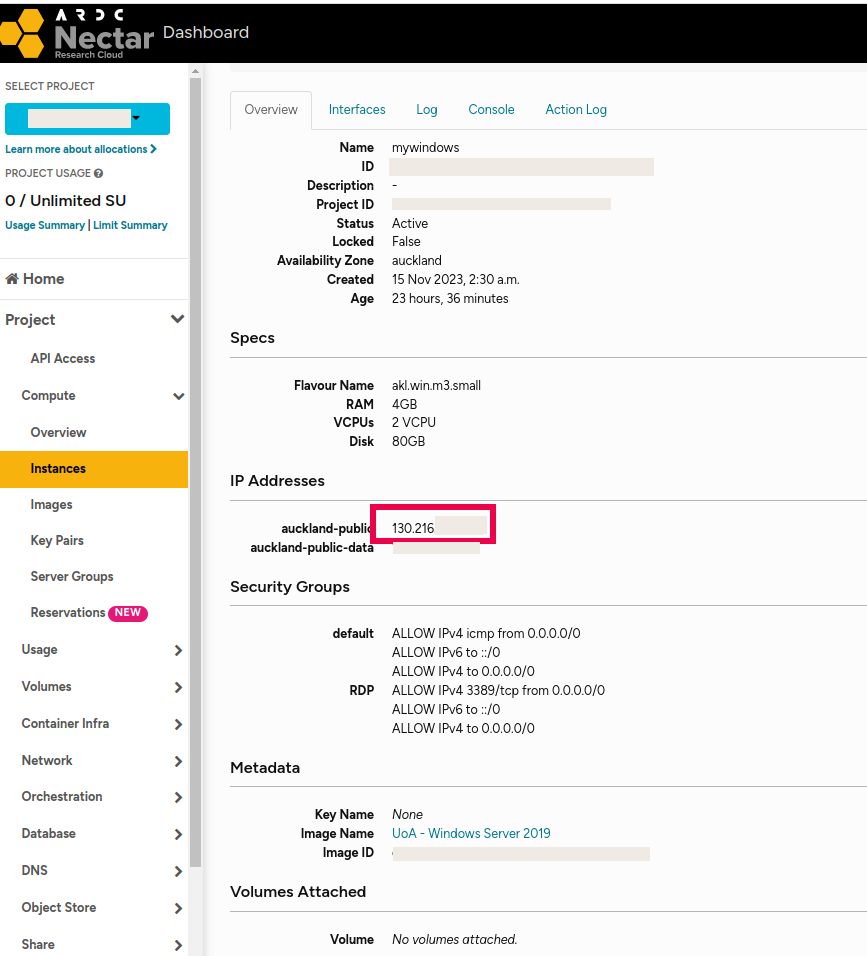 ARDC
Nectar
Research Cloud
Dashboard
SELECT PROJECT
Learn more about allocations
PROJECT USAGE
0 / Unlimited SU
Usage Summary | Limit Summary
Home
Project
API Access
Compute
Overview
Instances
Images
Key Pairs
Server Groups
Reservations NEW
Usage
Volumes
Container Infra
Network
Orchestration
Database
DNS
Object Store
Share
Overview Interfaces Log Console Action Log
Name mywindows
ID
Description -
Project ID
Status Active
Locked False
Availability Zone auckland
Created 15 Nov 2023, 2:30 a.m.
Age 23 hours, 36 minutes
Specs
Flavour Name akl.win.m3.small
RAM 4GB
VCPUs 2 VCPU
Disk 80GB
IP Addresses
auckland-public 130.216.
auckland-public-data
Security Groups
default ALLOW IPv4 icmp from 0.0.0.0/0
ALLOW IPv6 to ::/0
ALLOW IPv4 to 0.0.0.0/0
RDP ALLOW IPv4 3389/tcp from 0.0.0.0/0
ALLOW IPv6 to ::/0
ALLOW IPv4 to 0.0.0.0/0
Metadata
Key Name None
Image Name UoA - Windows Server 2019
Image ID
Volumes Attached
Volume No volumes attached.